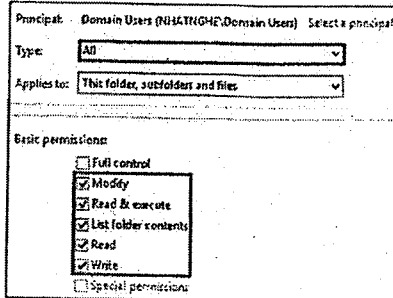 Principal: Domain Users (NHATNGHE\Domain Users) Select a principal
Type: All
Applies to: This folder, subfolders and files
Basic permissions:
Full control
Modify
Read & execute
List folder contents
Read
Write
Special permissions